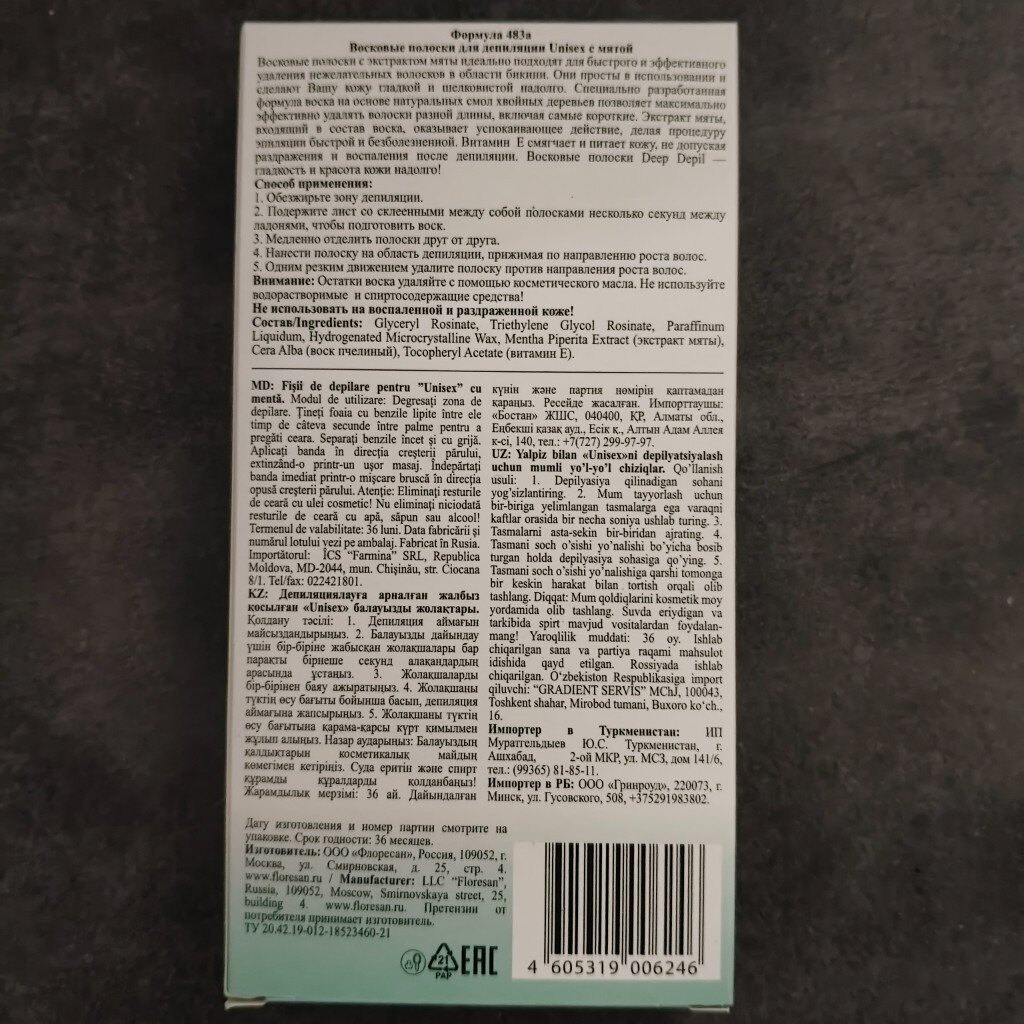 Формула 483а
Восковые полоски для депиляции Unisex с мятой
Восковые полоски с экстрактом мяты идеально подходят для быстрого и эффективного
удаления нежелательных волосков в области бикини. Они просты в использовании и
сделают Вашу кожу гладкой и шелковистой надолго. Специально разработанная
формула воска на основе натуральных смол хвойных деревьев позволяет максимально
эффективно удалять волоски разной длины, включая самые короткие. Экстракт мяты,
входящий в состав воска, оказывает успокаивающее действие, делая процедуру
эпиляции быстрой и безболезненной. Витамин Е смягчает и питает кожу, не допуская
раздражения и воспаления после депиляции. Восковые полоски Deep Depil —
гладкость и красота кожи надолго!
Способ применения:
1. Обезжирьте зону депиляции.
2. Подержите лист со склеенными между собой полосками несколько секунд между
ладонями, чтобы подготовить воск.
3. Медленно отделить полоски друг от друга.
4. Нанести полоску на область депиляции, прижимая по направлению роста волос.
5. Одним резким движением удалите полоску против направления роста волос.
Внимание: Остатки воска удаляйте с помощью косметического масла. Не используйте
водорастворимые и спиртосодержащие средства!
Не использовать на воспаленной и раздраженной коже!
Состав/Ingredients: Glyceryl Rosinate, Triethylene Glycol Rosinate, Paraffinum
Liquidum, Hydrogenated Microcrystalline Wax, Mentha Piperita Extract (экстракт мяты),
Cera Alba (воск пчелиный), Tocopheryl Acetate (витамин Е).
MD: Fișii de depilare pentru ”Unisex” cu
mentă. Modul de utilizare: Degresați zona de
depilare. Țineți foaia cu benzile lipite între ele
timp de câteva secunde între palme pentru a
pregăti ceara. Separați benzile încet și cu grijă.
Aplicați banda în direcția creșterii părului,
extinzând-o printr-un ușor masaj. Îndepărtați
banda imediat printr-o mișcare bruscă în direcția
opusă creșterii părului. Atenție: Eliminați resturile
de ceară cu ulei cosmetic! Nu eliminați niciodată
resturile de ceară cu apă, săpun sau alcool!
Termenul de valabilitate: 36 luni. Data fabricării și
numărul lotului vezi pe ambalaj. Fabricat în Rusia.
Importătorul: ÎCS “Farmina” SRL, Republica
Moldova, MD-2044, mun. Chișinău, str. Ciocana
8/1. Tel/fax: 022421801.
KZ: Депиляциялауға арналған жалбыз
қосылған «Unisex» балауызды жолақтары.
Қолдану тәсілі: 1. Депиляция аймағын
майсыздандырыңыз. 2. Балауызды дайындау
үшін бір-біріне жабысқан жолақшалары бар
парақты бірнеше секунд алақандардың
арасында ұстаңыз. 3. Жолақшаларды
бір-бірінен баяу ажыратыңыз. 4. Жолақшаны
түктің өсу бағыты бойынша басып, депиляция
аймағына жапсырыңыз. 5. Жолақшаны түктің
өсу бағытына қарама-қарсы күрт қимылмен
жұлып алыңыз. Назар аударыңыз: Балауыздың
қалдықтарын косметикалық майдың
көмегімен кетіріңіз. Суда еритін және спирт
құрамды құралдарды қолданбаңыз!
Жарамдылық мерзімі: 36 ай. Дайындалған
күнін және партия нөмірін қаптамадан
қараңыз. Ресейде жасалған. Импорттаушы:
«Бостан» ЖШС, 040400, ҚР, Алматы обл.,
Еңбекші қазақ ауд., Есік қ., Алтын Адам Аллея
к-сі, 140, тел.: +7(727) 299-97-97.
UZ: Yalpiz bilan «Unisex»ni depilyatsiyalash
uchun mumli yo’l-yo’l chiziqlar. Qo’llanish
usuli: 1. Depilyasiya qilinadigan sohani
yog’sizlantiring. 2. Mum tayyorlash uchun
bir-biriga yelimlangan tasmalarga ega varaqni
kaftlar orasida bir necha soniya ushlab turing. 3.
Tasmalarni asta-sekin bir-biridan ajrating. 4.
Tasmani soch o’sishi yo’nalishi bo’yicha bosib
turgan holda depilyasiya sohasiga qo’ying. 5.
Tasmani soch o’sishi yo’nalishiga qarshi tomonga
bir keskin harakat bilan tortish orqali olib
tashlang. Diqqat: Mum qoldiqlarini kosmetik moy
yordamida olib tashlang. Suvda eriydigan va
tarkibida spirt mavjud vositalardan foydalan-
mang! Yaroqlilik muddati: 36 oy. Ishlab
chiqarilgan sana va partiya raqami mahsulot
idishida qayd etilgan. Rossiyada ishlab
chiqarilgan. O‘zbekiston Respublikasiga import
qiluvchi: “GRADIENT SERVIS” MChJ, 100043,
Toshkent shahar, Mirobod tumani, Buxoro ko‘ch.,
16.
Импортер в Туркменистан: ИП
Мураттельдыев Ю.С. Туркменистан, г.
Ашхабад, 2-ой МКР, ул. МСЗ, дом 141/6,
тел.: (99365) 81-85-11.
Импортер в РБ: ООО «Гринроуд», 220073, г.
Минск, ул. Гусовского, 508, +375291983802.
Дату изготовления и номер партии смотрите на
упаковке. Срок годности: 36 месяцев.
Изготовитель: ООО «Флоресан», Россия, 109052, г.
Москва, ул. Смирновская, д. 25, стр. 4.
www.floresan.ru / Manufacturer: LLC “Floresan”,
Russia, 109052, Moscow, Smirnovskaya street, 25,
building 4. www.floresan.ru. Претензии от
потребителя принимает изготовитель.
ТУ 20.42.19-012-18523460-21
21
PAP
EAC
4 605319 006246